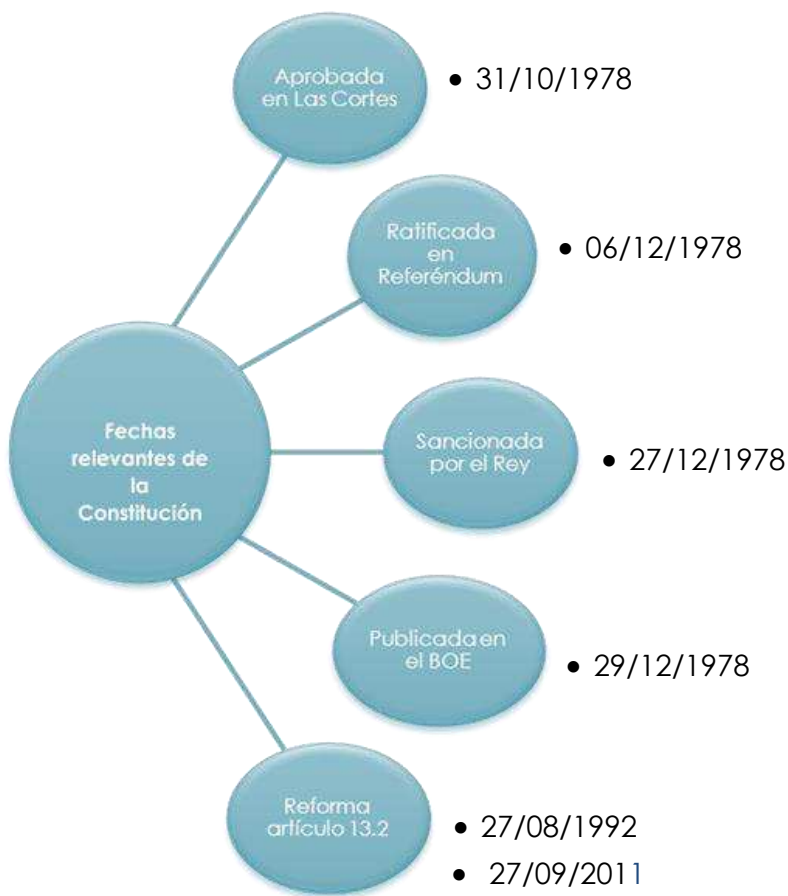 Aprobada
en Las Cortes
• 31/10/1978
Ratificada
en
Referéndum
• 06/12/1978
Fechas
relevantes de
la
Constitución
Sancionada
por el Rey
• 27/12/1978
Publicada en
el BOE
• 29/12/1978
Reforma
artículo 13.2
• 27/08/1992
• 27/09/2011